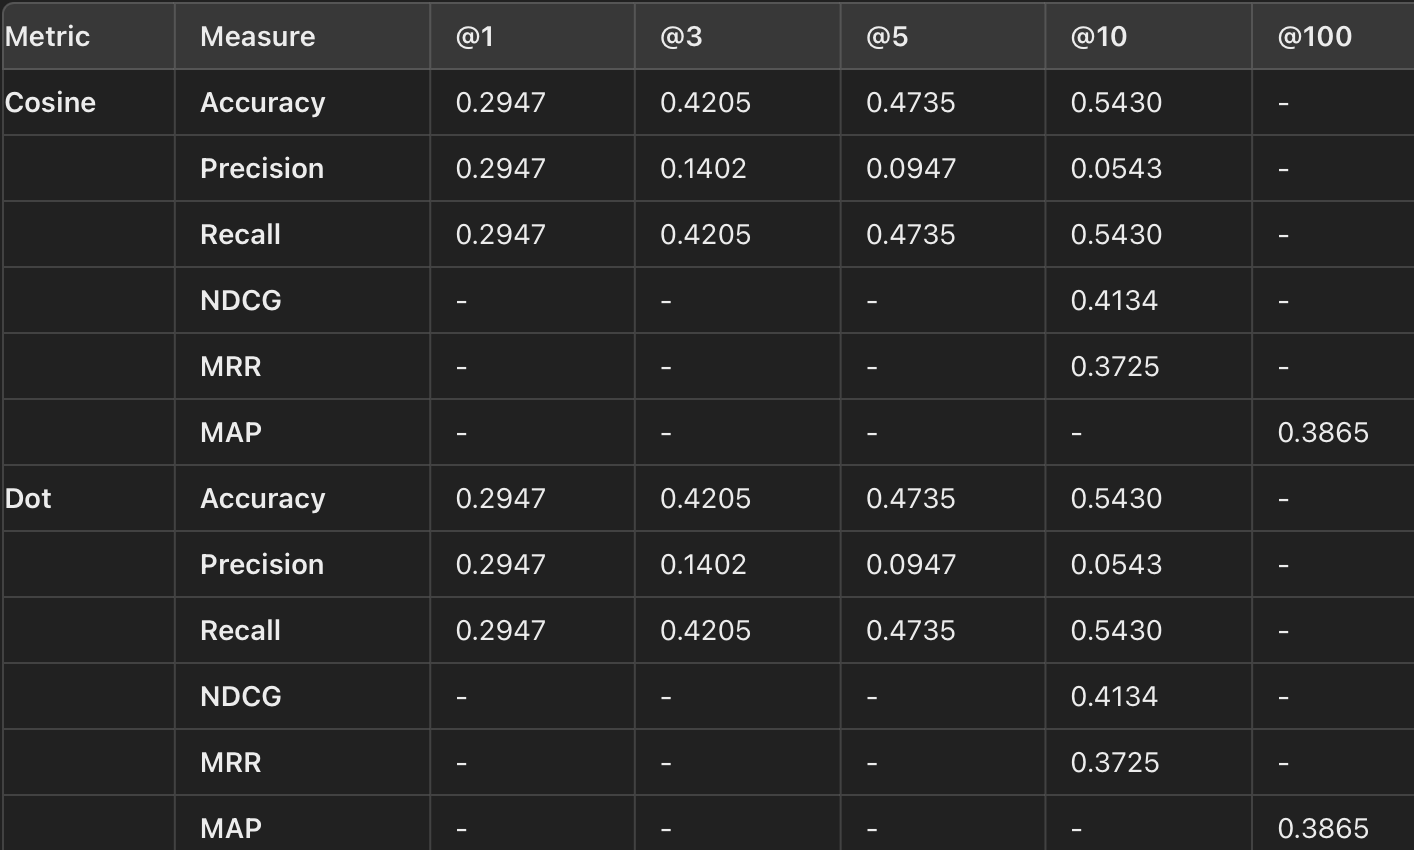 Metric Measure @1 @3 @5 @10 @100
Cosine Accuracy 0.2947 0.4205 0.4735 0.5430 -
Precision 0.2947 0.1402 0.0947 0.0543 -
Recall 0.2947 0.4205 0.4735 0.5430 -
NDCG - - - 0.4134 -
MRR - - - 0.3725 -
MAP - - - - 0.3865
Dot Accuracy 0.2947 0.4205 0.4735 0.5430 -
Precision 0.2947 0.1402 0.0947 0.0543 -
Recall 0.2947 0.4205 0.4735 0.5430 -
NDCG - - - 0.4134 -
MRR - - - 0.3725 -
MAP - - - - 0.3865